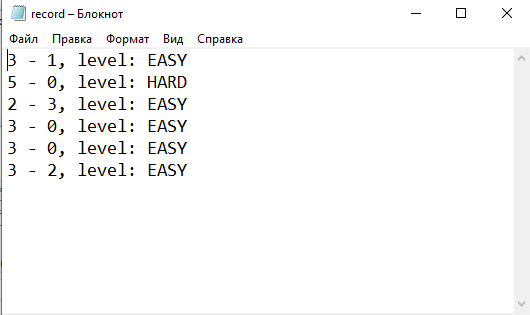 record – Блокнот
Файл Правка Формат Вид Справка
3 - 1, level: EASY
5 - 0, level: HARD
2 - 3, level: EASY
3 - 0, level: EASY
3 - 0, level: EASY
3 - 2, level: EASY